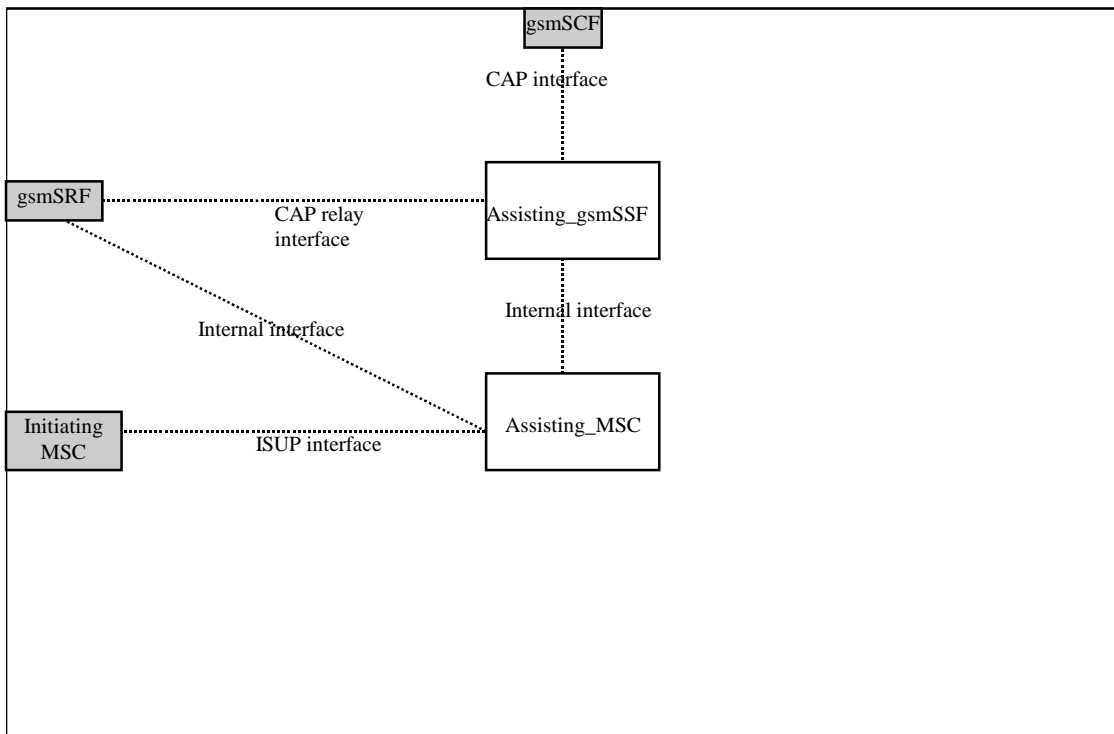 gsmSCF
CAP interface
gsmSRF
Assisting_gsmSSF
CAP relay
interface
Internal interface
Internal interface
Initiating
MSC
Assisting_MSC
ISUP interface